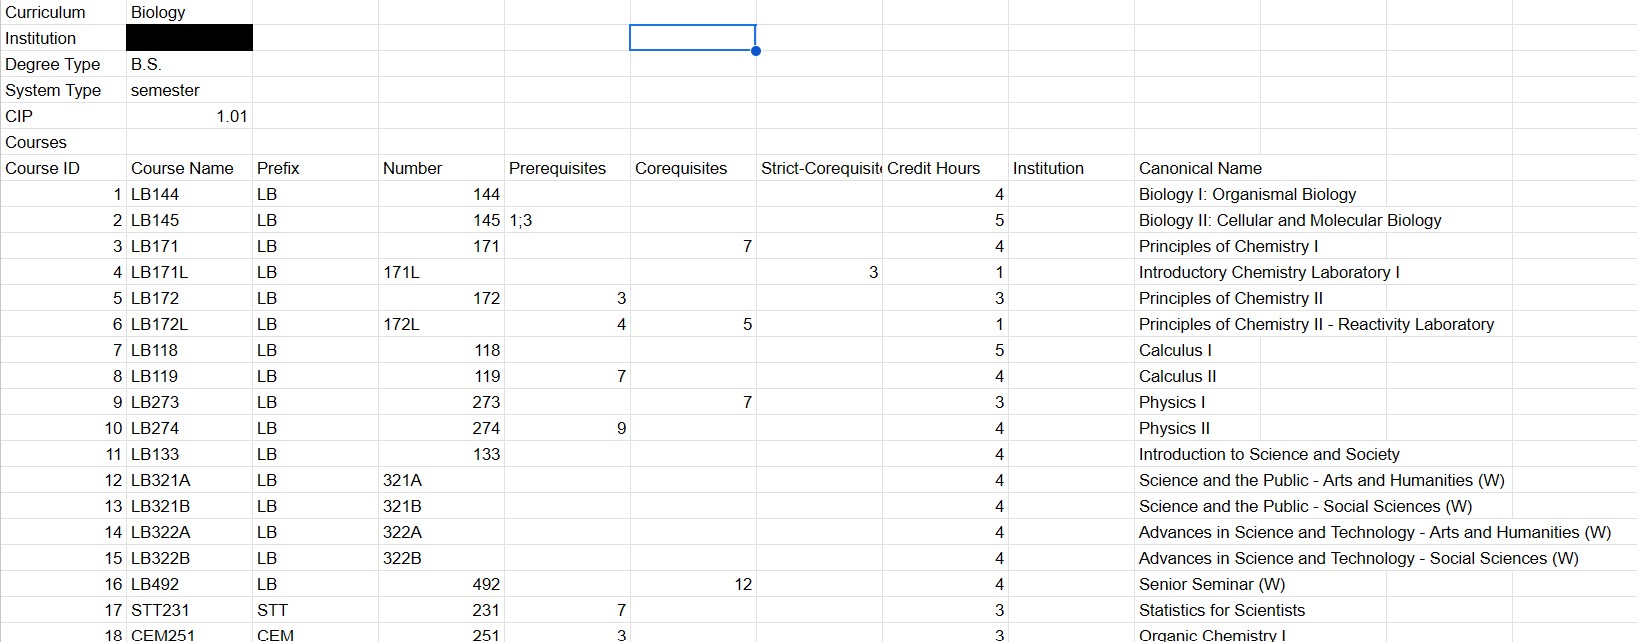 Curriculum Biology
Institution
Degree Type B.S.
System Type semester
CIP 1.01
Courses
Course ID Course Name Prefix Number Prerequisites Corequisites Strict-Corequisit Credit Hours Institution Canonical Name
1 LB144 LB 144 4 Biology I: Organismal Biology
2 LB145 LB 145 1;3 5 Biology II: Cellular and Molecular Biology
3 LB171 LB 171 7 4 Principles of Chemistry I
4 LB171L LB 171L 3 1 Introductory Chemistry Laboratory I
5 LB172 LB 172 3 3 Principles of Chemistry II
6 LB172L LB 172L 4 5 1 Principles of Chemistry II - Reactivity Laboratory
7 LB118 LB 118 5 Calculus I
8 LB119 LB 119 7 4 Calculus II
9 LB273 LB 273 7 3 Physics I
10 LB274 LB 274 9 4 Physics II
11 LB133 LB 133 4 Introduction to Science and Society
12 LB321A LB 321A 4 Science and the Public - Arts and Humanities (W)
13 LB321B LB 321B 4 Science and the Public - Social Sciences (W)
14 LB322A LB 322A 4 Advances in Science and Technology - Arts and Humanities (W)
15 LB322B LB 322B 4 Advances in Science and Technology - Social Sciences (W)
16 LB492 LB 492 12 4 Senior Seminar (W)
17 STT231 STT 231 7 3 Statistics for Scientists
18 CEM251 CEM 251 3 3 Organic Chemistry I